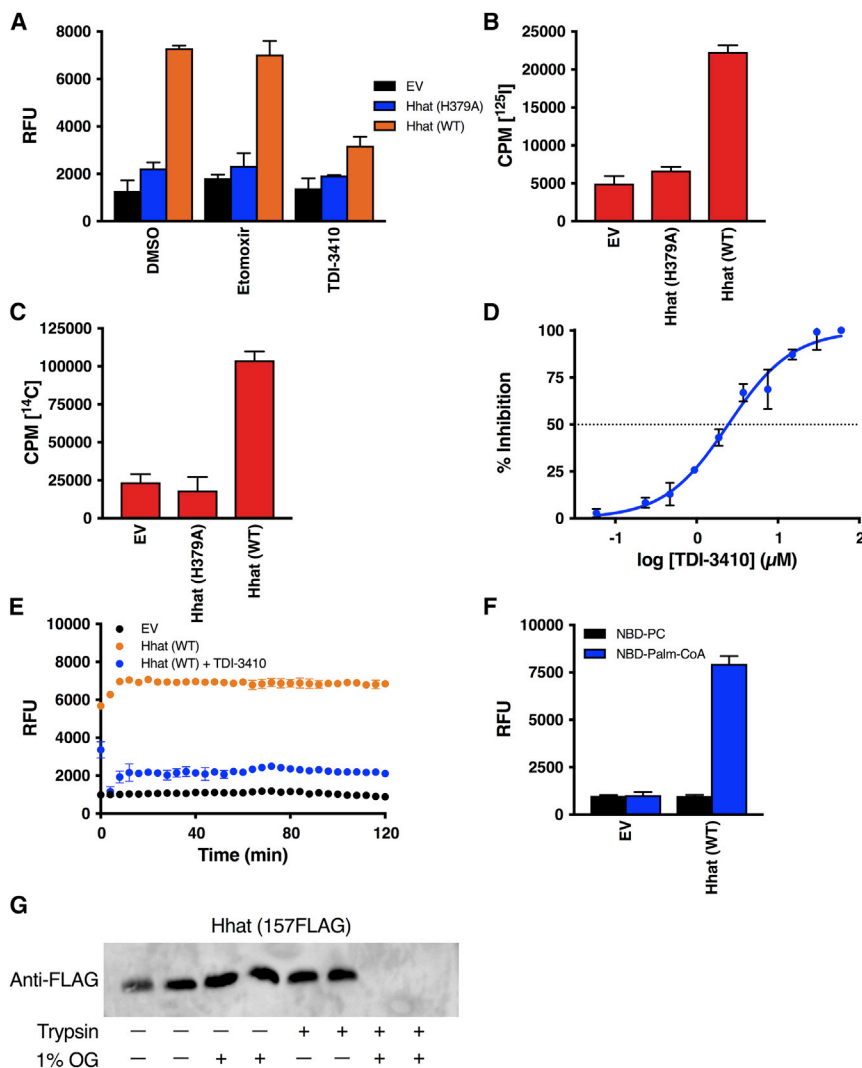 A
8000
6000
4000
2000
0
RFU
DMSO
Etomoxir
TDI-3410
EV
Hhat (H379A)
Hhat (WT)
B
25000
20000
15000
10000
5000
0
CPM [¹²⁵I]
EV
Hhat (H379A)
Hhat (WT)
C
125000
100000
75000
50000
25000
0
CPM [¹⁴C]
EV
Hhat (H379A)
Hhat (WT)
D
100
75
50
25
0
% Inhibition
-1 0 1 2
log [TDI-3410] (µM)
E
10000
8000
6000
4000
2000
0
RFU
EV
Hhat (WT)
Hhat (WT) + TDI-3410
0 40 80 120
Time (min)
F
10000
7500
5000
2500
0
RFU
NBD-PC
NBD-Palm-CoA
EV
Hhat (WT)
G
Hhat (157FLAG)
Anti-FLAG
Trypsin — — — — + + + +
1% OG — — + + — — + +